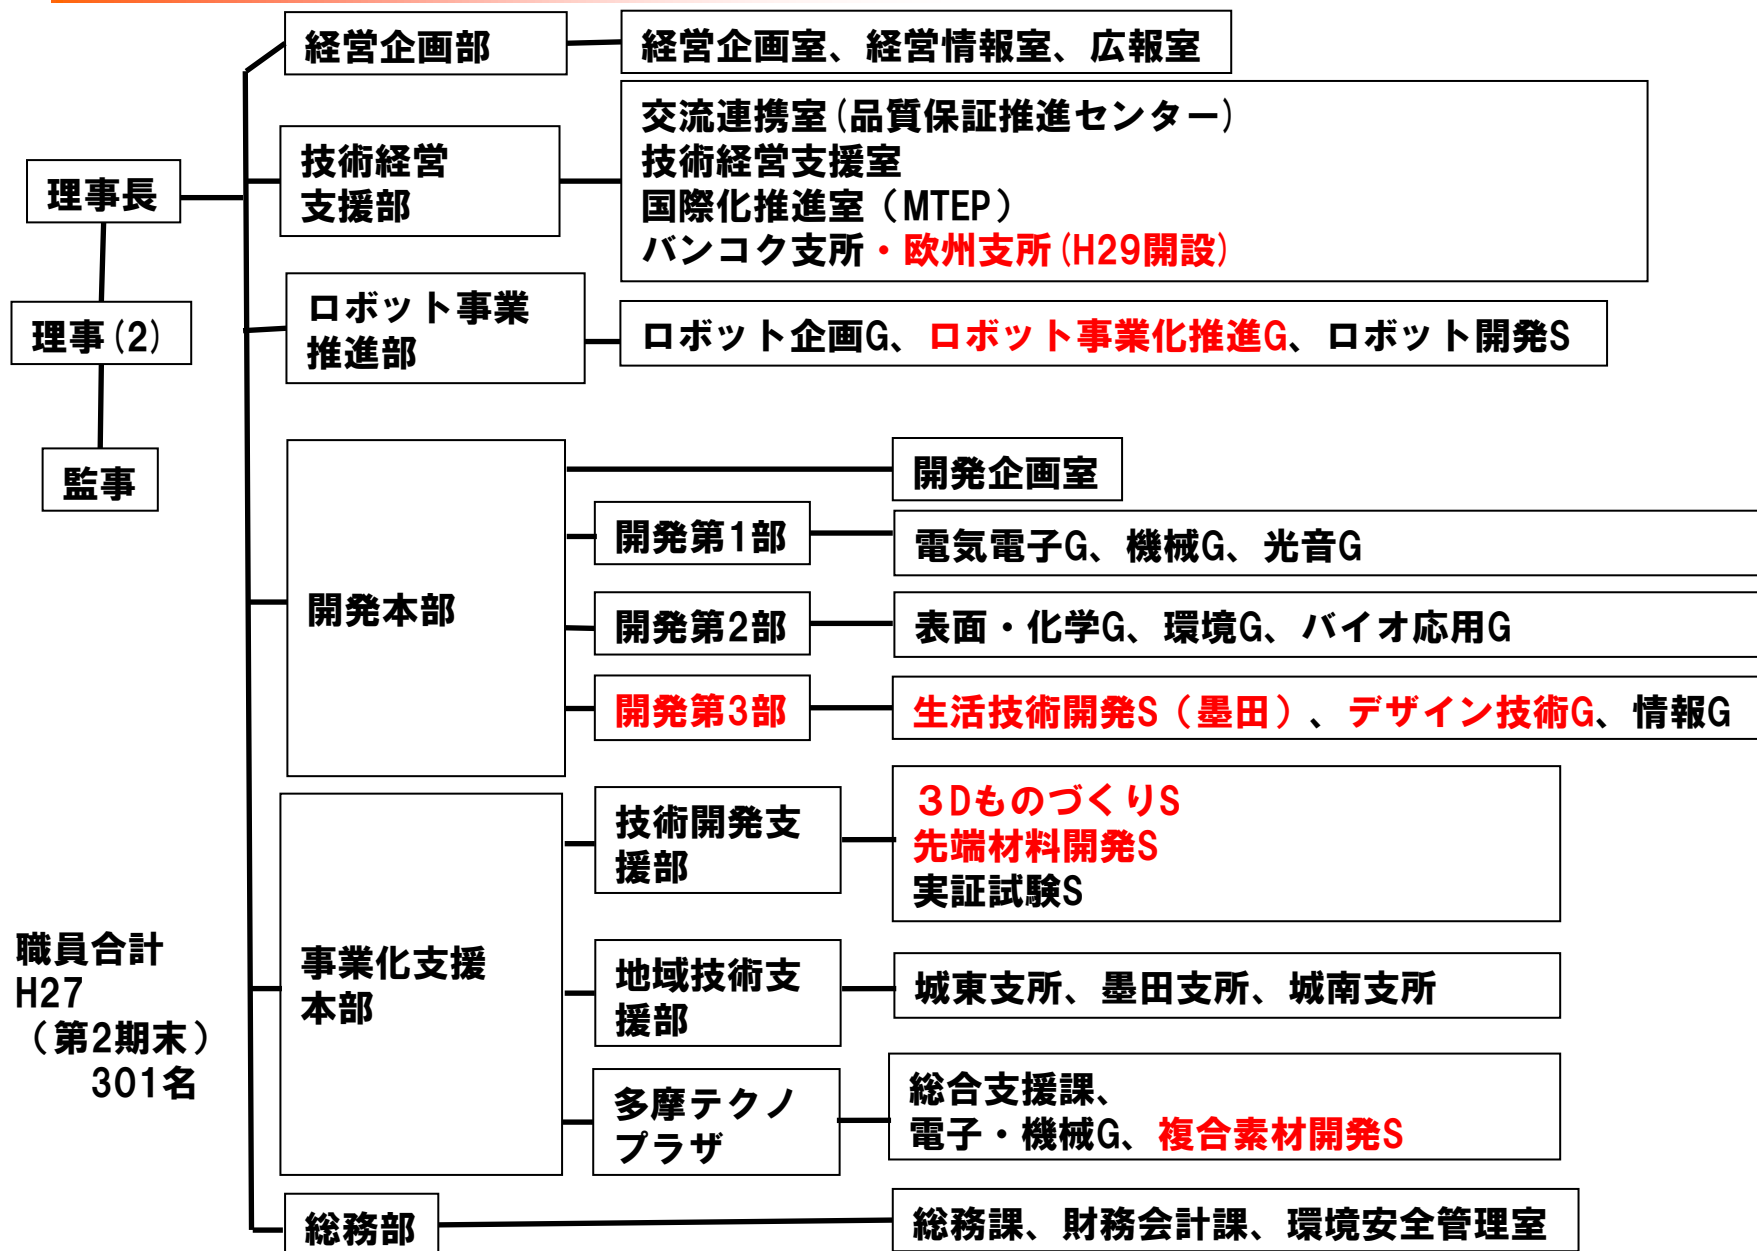 経営企画部
経営企画室、経営情報室、広報室
技術経営
支援部
交流連携室(品質保証推進センター)
技術経営支援室
国際化推進室（MTEP）
バンコク支所・欧州支所(H29開設)
理事長
理事(2)
監事
ロボット事業
推進部
ロボット企画G、ロボット事業化推進G、ロボット開発S
開発本部
開発企画室
開発第1部
電気電子G、機械G、光音G
開発第2部
表面・化学G、環境G、バイオ応用G
開発第3部
生活技術開発S（墨田）、デザイン技術G、情報G
事業化支援
本部
技術開発支
援部
３DものづくりS
先端材料開発S
実証試験S
地域技術支
援部
城東支所、墨田支所、城南支所
多摩テクノ
プラザ
総合支援課、
電子・機械G、複合素材開発S
総務部
総務課、財務会計課、環境安全管理室
職員合計
H27
（第2期末）
301名